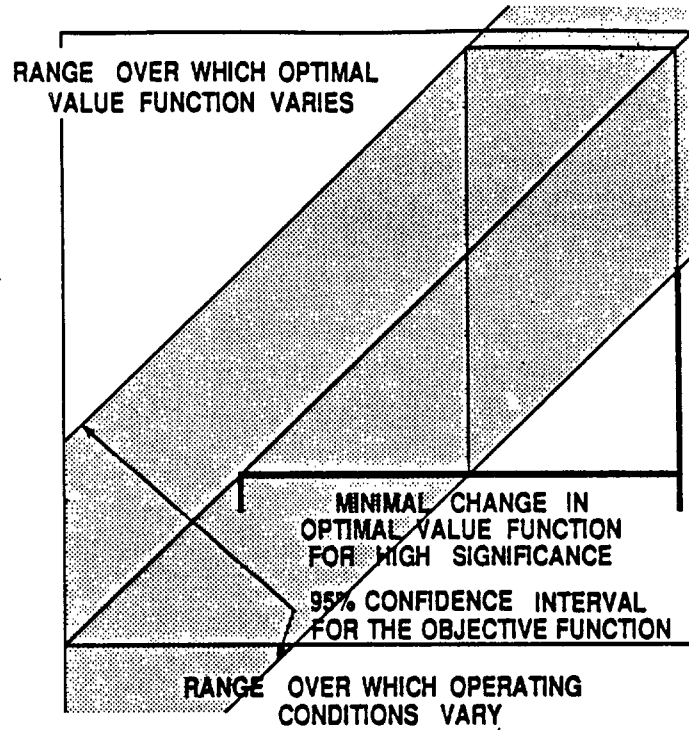 RANGE OVER WHICH OPTIMAL
VALUE FUNCTION VARIES
MINIMAL CHANGE IN
OPTIMAL VALUE FUNCTION
FOR HIGH SIGNIFICANCE
95% CONFIDENCE INTERVAL
FOR THE OBJECTIVE FUNCTION
RANGE OVER WHICH OPERATING
CONDITIONS VARY